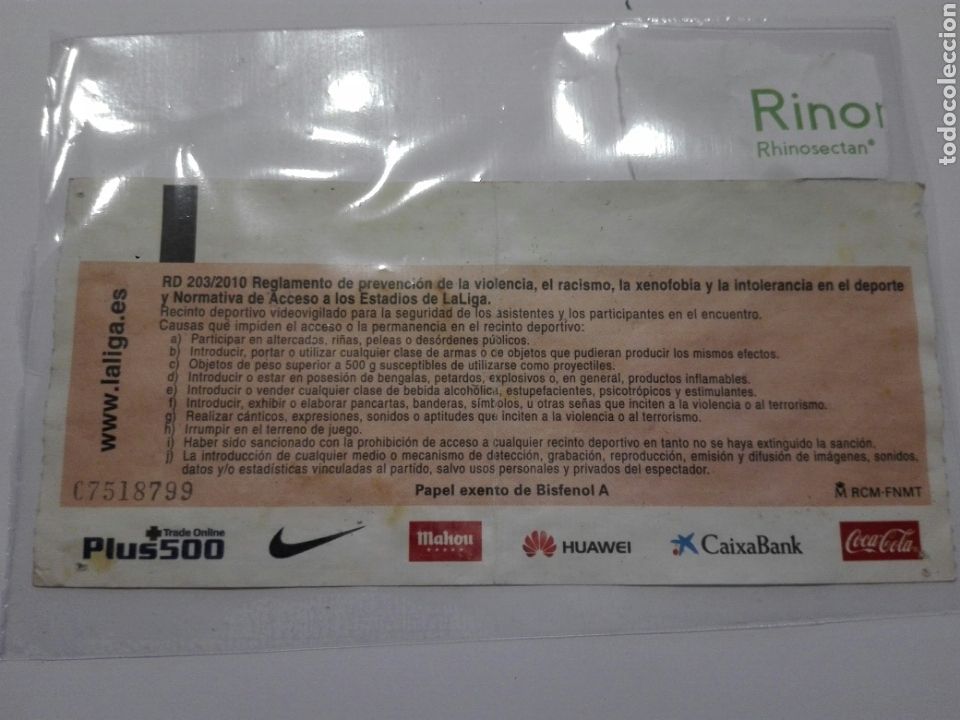 Rinor
Rhinosectan®
todocoleccion
www.laliga.es
RD 203/2010 Reglamento de prevención de la violencia, el racismo, la xenofobia y la intolerancia en el deporte
y Normativa de Acceso a los Estadios de LaLiga.
Recinto deportivo videovigilado para la seguridad de los asistentes y los participantes en el encuentro.
Causas que impiden el acceso o la permanencia en el recinto deportivo:
a) Participar en altercados, riñas, peleas o desórdenes públicos.
b) Introducir, portar o utilizar cualquier clase de armas o de objetos que pudieran producir los mismos efectos.
c) Objetos de peso superior a 500 g susceptibles de utilizarse como proyectiles.
d) Introducir o estar en posesión de bengalas, petardos, explosivos o, en general, productos inflamables.
e) Introducir o vender cualquier clase de bebida alcohólica, estupefacientes, psicotrópicos y estimulantes.
f) Introducir, exhibir o elaborar pancartas, banderas, símbolos, u otras señas que inciten a la violencia o al terrorismo.
g) Realizar cánticos, expresiones, sonidos o aptitudes que inciten a la violencia o al terrorismo.
h) Irrumpir en el terreno de juego.
i) Haber sido sancionado con la prohibición de acceso a cualquier recinto deportivo en tanto no se haya extinguido la sanción.
j) La introducción de cualquier medio o mecanismo de detección, grabación, reproducción, emisión y difusión de imágenes, sonidos,
datos y/o estadísticas vinculadas al partido, salvo usos personales y privados del espectador.
C7518799
Papel exento de Bisfenol A
RCM-FNMT
Trade Online
Plus500
Mahou
HUAWEI
CaixaBank
Coca-Cola